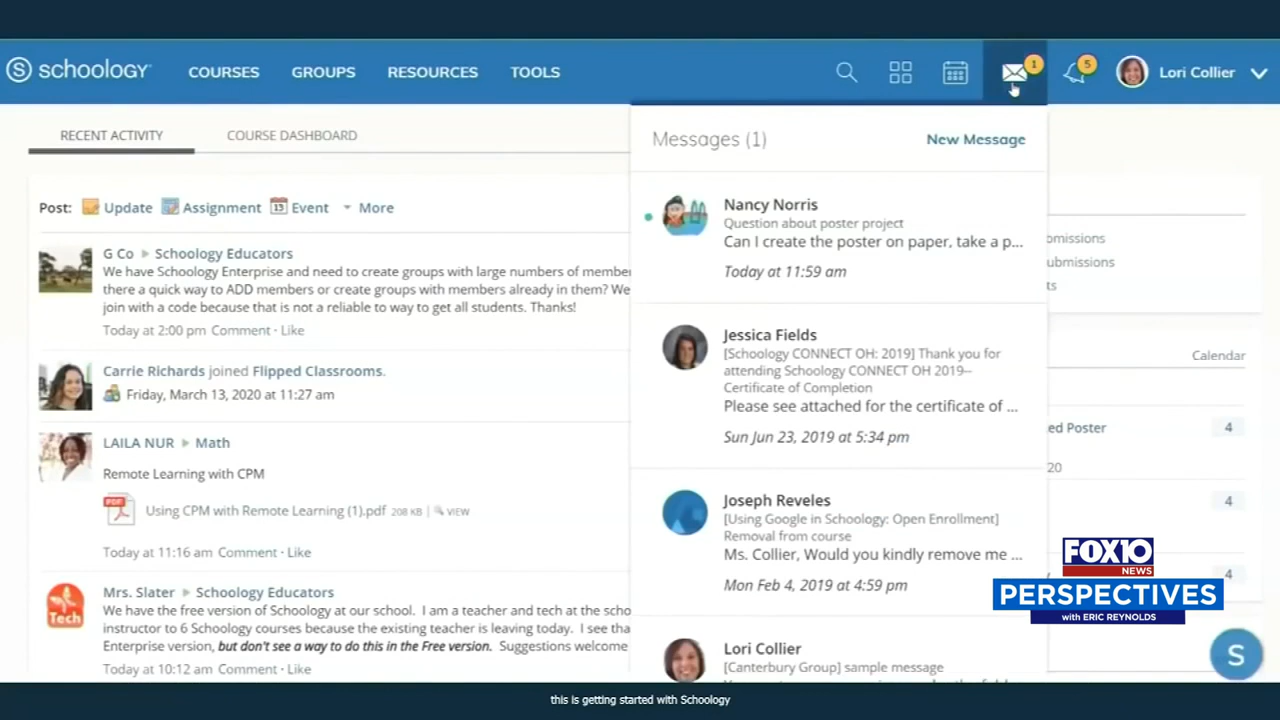 schoology
COURSES GROUPS RESOURCES TOOLS
1
5
Lori Collier
RECENT ACTIVITY COURSE DASHBOARD
Post: Update Assignment 13 Event More
G Co Schoology Educators
We have Schoology Enterprise and need to create groups with large numbers of member
there a quick way to ADD members or create groups with members already in them? We
join with a code because that is not a reliable to way to get all students. Thanks!
Today at 2:00 pm Comment · Like
Carrie Richards joined Flipped Classrooms.
Friday, March 13, 2020 at 11:27 am
LAILA NUR Math
Remote Learning with CPM
PDF
Using CPM with Remote Learning (1).pdf 208 KB | VIEW
Today at 11:16 am Comment · Like
Mrs. Slater Schoology Educators
Tech
We have the free version of Schoology at our school. I am a teacher and tech at the scho
instructor to 6 Schoology courses because the existing teacher is leaving today. I see tha
Enterprise version, but don't see a way to do this in the Free version. Suggestions welcome
Today at 10:12 am Comment · Like
Messages (1) New Message
Nancy Norris
Question about poster project
Can I create the poster on paper, take a p...
Today at 11:59 am
Jessica Fields
[Schoology CONNECT OH: 2019] Thank you for
attending Schoology CONNECT OH 2019--
Certificate of Completion
Please see attached for the certificate of ...
Sun Jun 23, 2019 at 5:34 pm
Joseph Reveles
[Using Google in Schoology: Open Enrollment]
Removal from course
Ms. Collier, Would you kindly remove me ...
Mon Feb 4, 2019 at 4:59 pm
Lori Collier
[Canterbury Group] sample message
omissions
ubmissions
ts
Calendar
ed Poster 4
20
4
4
FOX10
NEWS
PERSPECTIVES
with ERIC REYNOLDS
S
this is getting started with Schoology